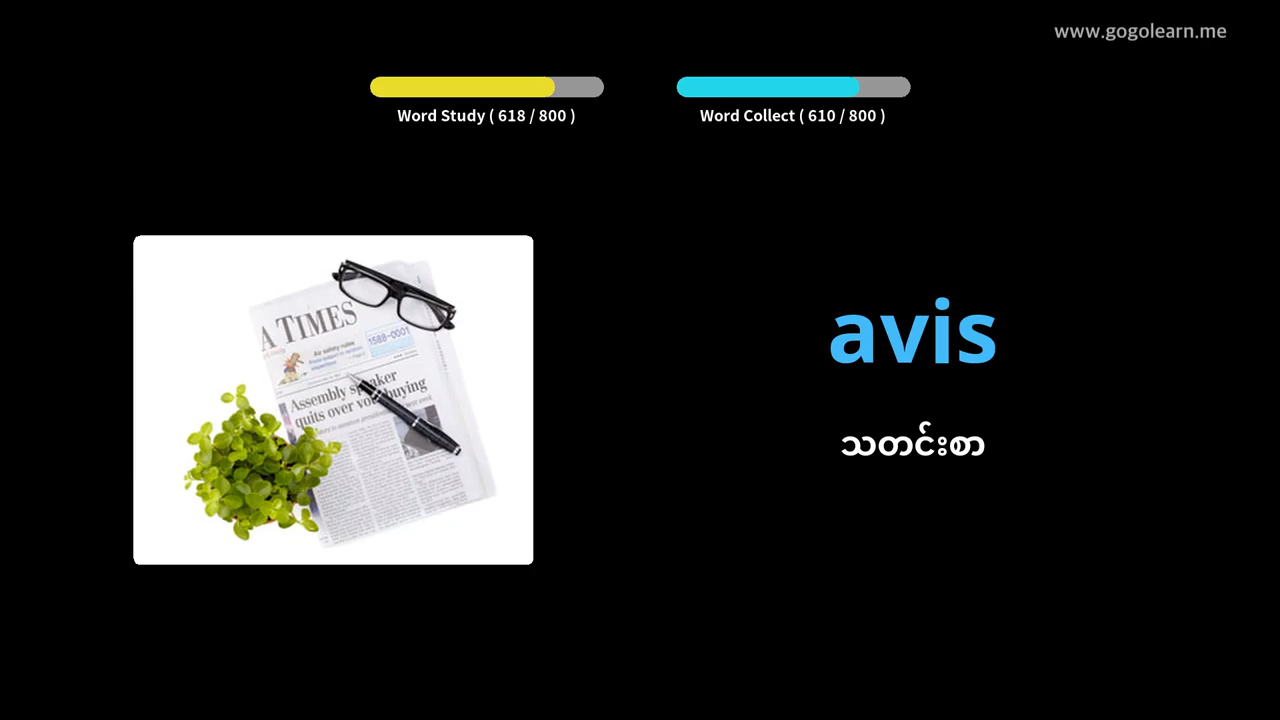 www.gogolearn.me
Word Study ( 618 / 800 )
Word Collect ( 610 / 800 )
A TIMES
Air safety rules
1588-0001
Assembly speaker
quits over vote buying
avis
သတင်းစာ